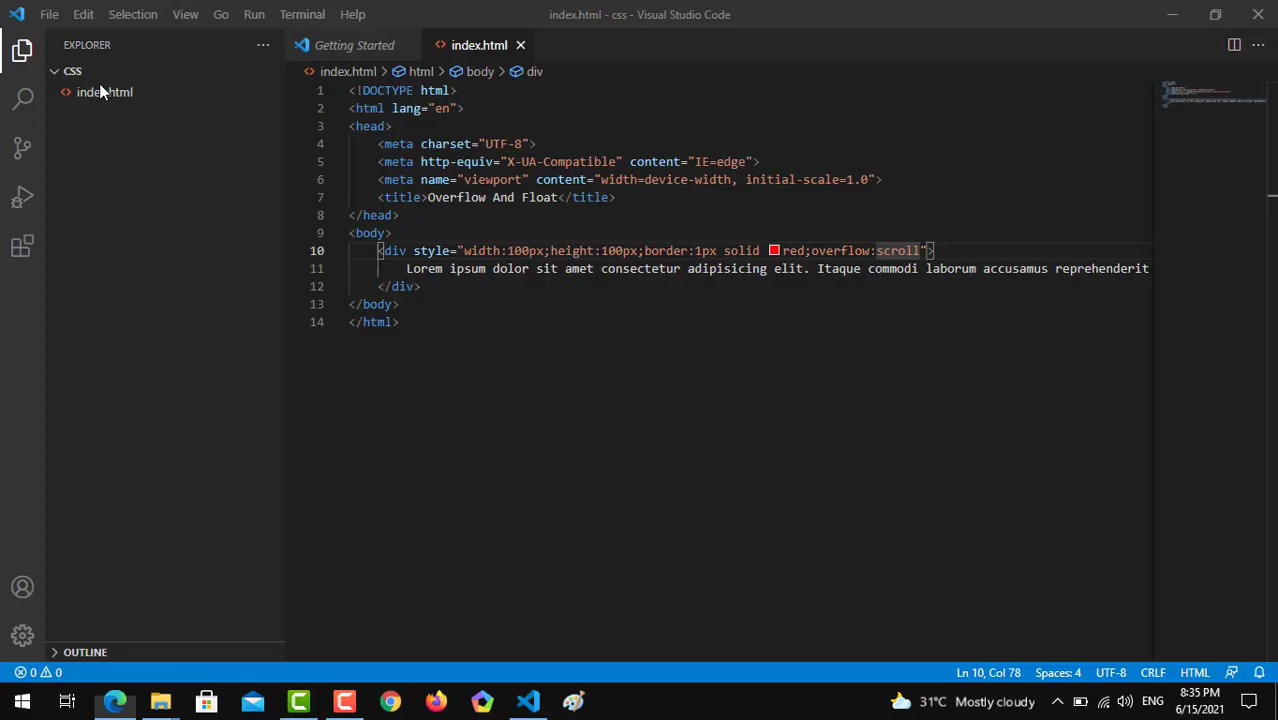 File Edit Selection View Go Run Terminal Help index.html - css - Visual Studio Code
EXPLORER
Getting Started index.html
CSS
index.html > html > body > div
index.html
1 <!DOCTYPE html>
2 <html lang="en">
3 <head>
4 <meta charset="UTF-8">
5 <meta http-equiv="X-UA-Compatible" content="IE=edge">
6 <meta name="viewport" content="width=device-width, initial-scale=1.0">
7 <title>Overflow And Float</title>
8 </head>
9 <body>
10 <div style="width:100px;height:100px;border:1px solid red;overflow:scroll">
11 Lorem ipsum dolor sit amet consectetur adipisicing elit. Itaque commodi laborum accusamus reprehenderit
12 </div>
13 </body>
14 </html>
OUTLINE
0 0 Ln 10, Col 78 Spaces: 4 UTF-8 CRLF HTML
31°C Mostly cloudy ENG 8:35 PM
6/15/2021